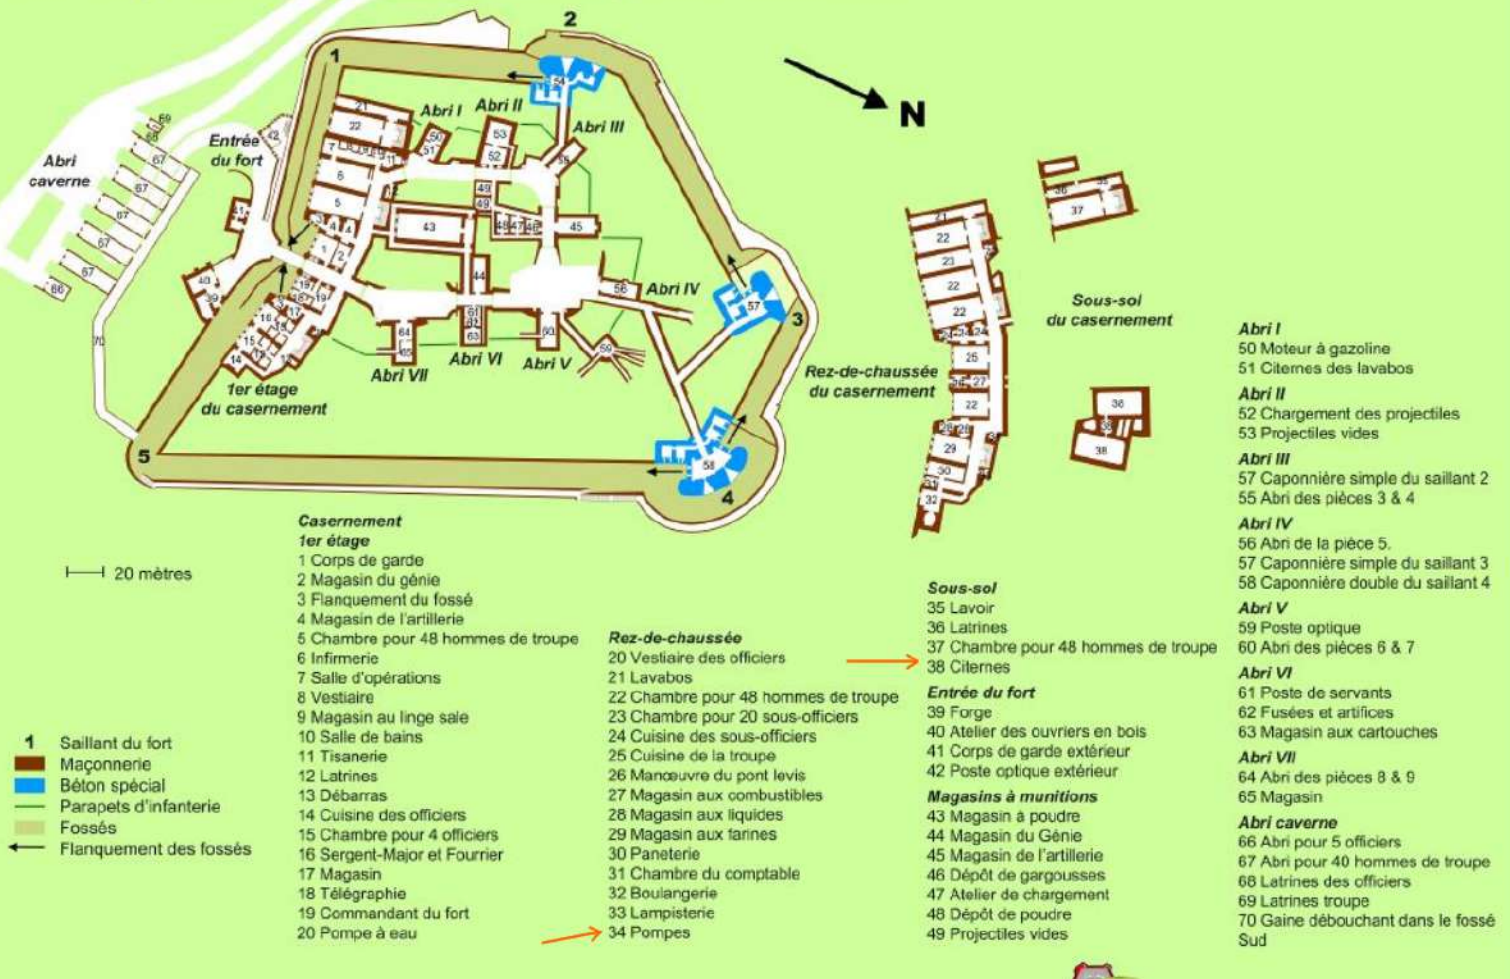 1
2
3
4
5
N
Abri I
Abri II
Abri III
Abri IV
Abri V
Abri VI
Abri VII
Abri
caverne
Entrée
du fort
1er étage
du casernement
Rez-de-chaussée
du casernement
Sous-sol
du casernement
20 mètres
1 Saillant du fort
Maçonnerie
Béton spécial
Parapets d'infanterie
Fossés
Flanquement des fossés
Casernement
1er étage
1 Corps de garde
2 Magasin du génie
3 Flanquement du fossé
4 Magasin de l'artillerie
5 Chambre pour 48 hommes de troupe
6 Infirmerie
7 Salle d'opérations
8 Vestiaire
9 Magasin au linge sale
10 Salle de bains
11 Tisanerie
12 Latrines
13 Débarras
14 Cuisine des officiers
15 Chambre pour 4 officiers
16 Sergent-Major et Fourrier
17 Magasin
18 Télégraphie
19 Commandant du fort
20 Pompe à eau
Rez-de-chaussée
20 Vestiaire des officiers
21 Lavabos
22 Chambre pour 48 hommes de troupe
23 Chambre pour 20 sous-officiers
24 Cuisine des sous-officiers
25 Cuisine de la troupe
26 Manœuvre du pont levis
27 Magasin aux combustibles
28 Magasin aux liquides
29 Magasin aux farines
30 Paneterie
31 Chambre du comptable
32 Boulangerie
33 Lampisterie
34 Pompes
Sous-sol
35 Lavoir
36 Latrines
37 Chambre pour 48 hommes de troupe
38 Citernes
Entrée du fort
39 Forge
40 Atelier des ouvriers en bois
41 Corps de garde extérieur
42 Poste optique extérieur
Magasins à munitions
43 Magasin à poudre
44 Magasin du Génie
45 Magasin de l'artillerie
46 Dépôt de gargousses
47 Atelier de chargement
48 Dépôt de poudre
49 Projectiles vides
Abri I
50 Moteur à gazoline
51 Citernes des lavabos
Abri II
52 Chargement des projectiles
53 Projectiles vides
Abri III
57 Caponnière simple du saillant 2
55 Abri des pièces 3 & 4
Abri IV
56 Abri de la pièce 5.
57 Caponnière simple du saillant 3
58 Caponnière double du saillant 4
Abri V
59 Poste optique
60 Abri des pièces 6 & 7
Abri VI
61 Poste de servants
62 Fusées et artifices
63 Magasin aux cartouches
Abri VII
64 Abri des pièces 8 & 9
65 Magasin
Abri caverne
66 Abri pour 5 officiers
67 Abri pour 40 hommes de troupe
68 Latrines des officiers
69 Latrines troupe
70 Gaine débouchant dans le fossé
Sud